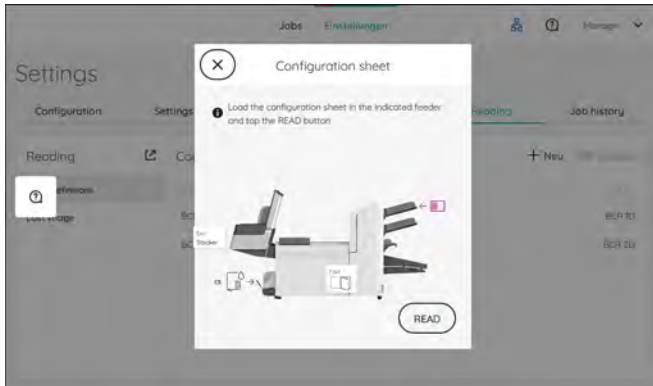 Jobs Einstellungen Manager
Settings
Configuration sheet
Configuration Settings Reading Job history
Load the configuration sheet in the indicated feeder
and tap the READ button
Reading Neu
BCR 1D
BCR 2D
Stacker
Fold
READ